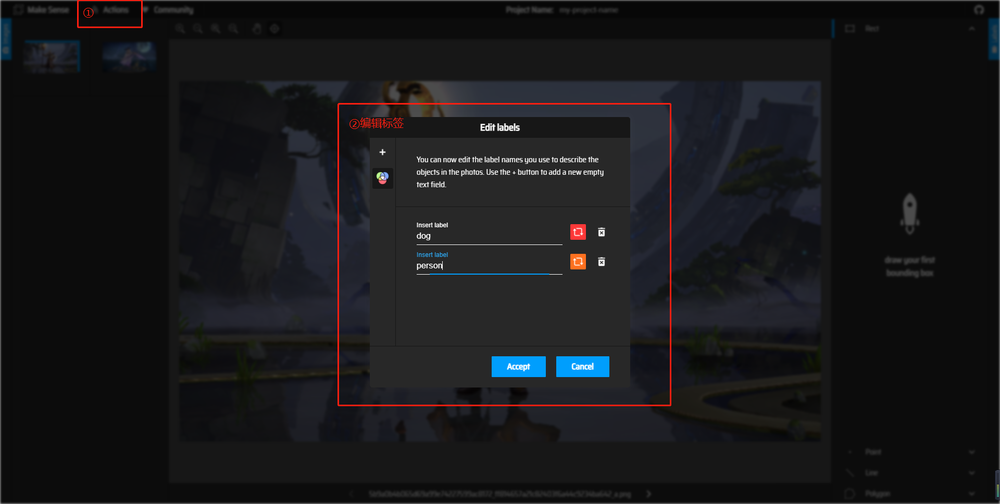 Make Sense
①
Actions
Community
Project Name: my-project-name
Rect
②编辑标签
Edit labels
+
You can now edit the label names you use to describe the
objects in the photos. Use the + button to add a new empty
text field.
Insert label
dog
Insert label
person
Accept
Cancel
draw your first
bounding box
Point
Line
Polygon